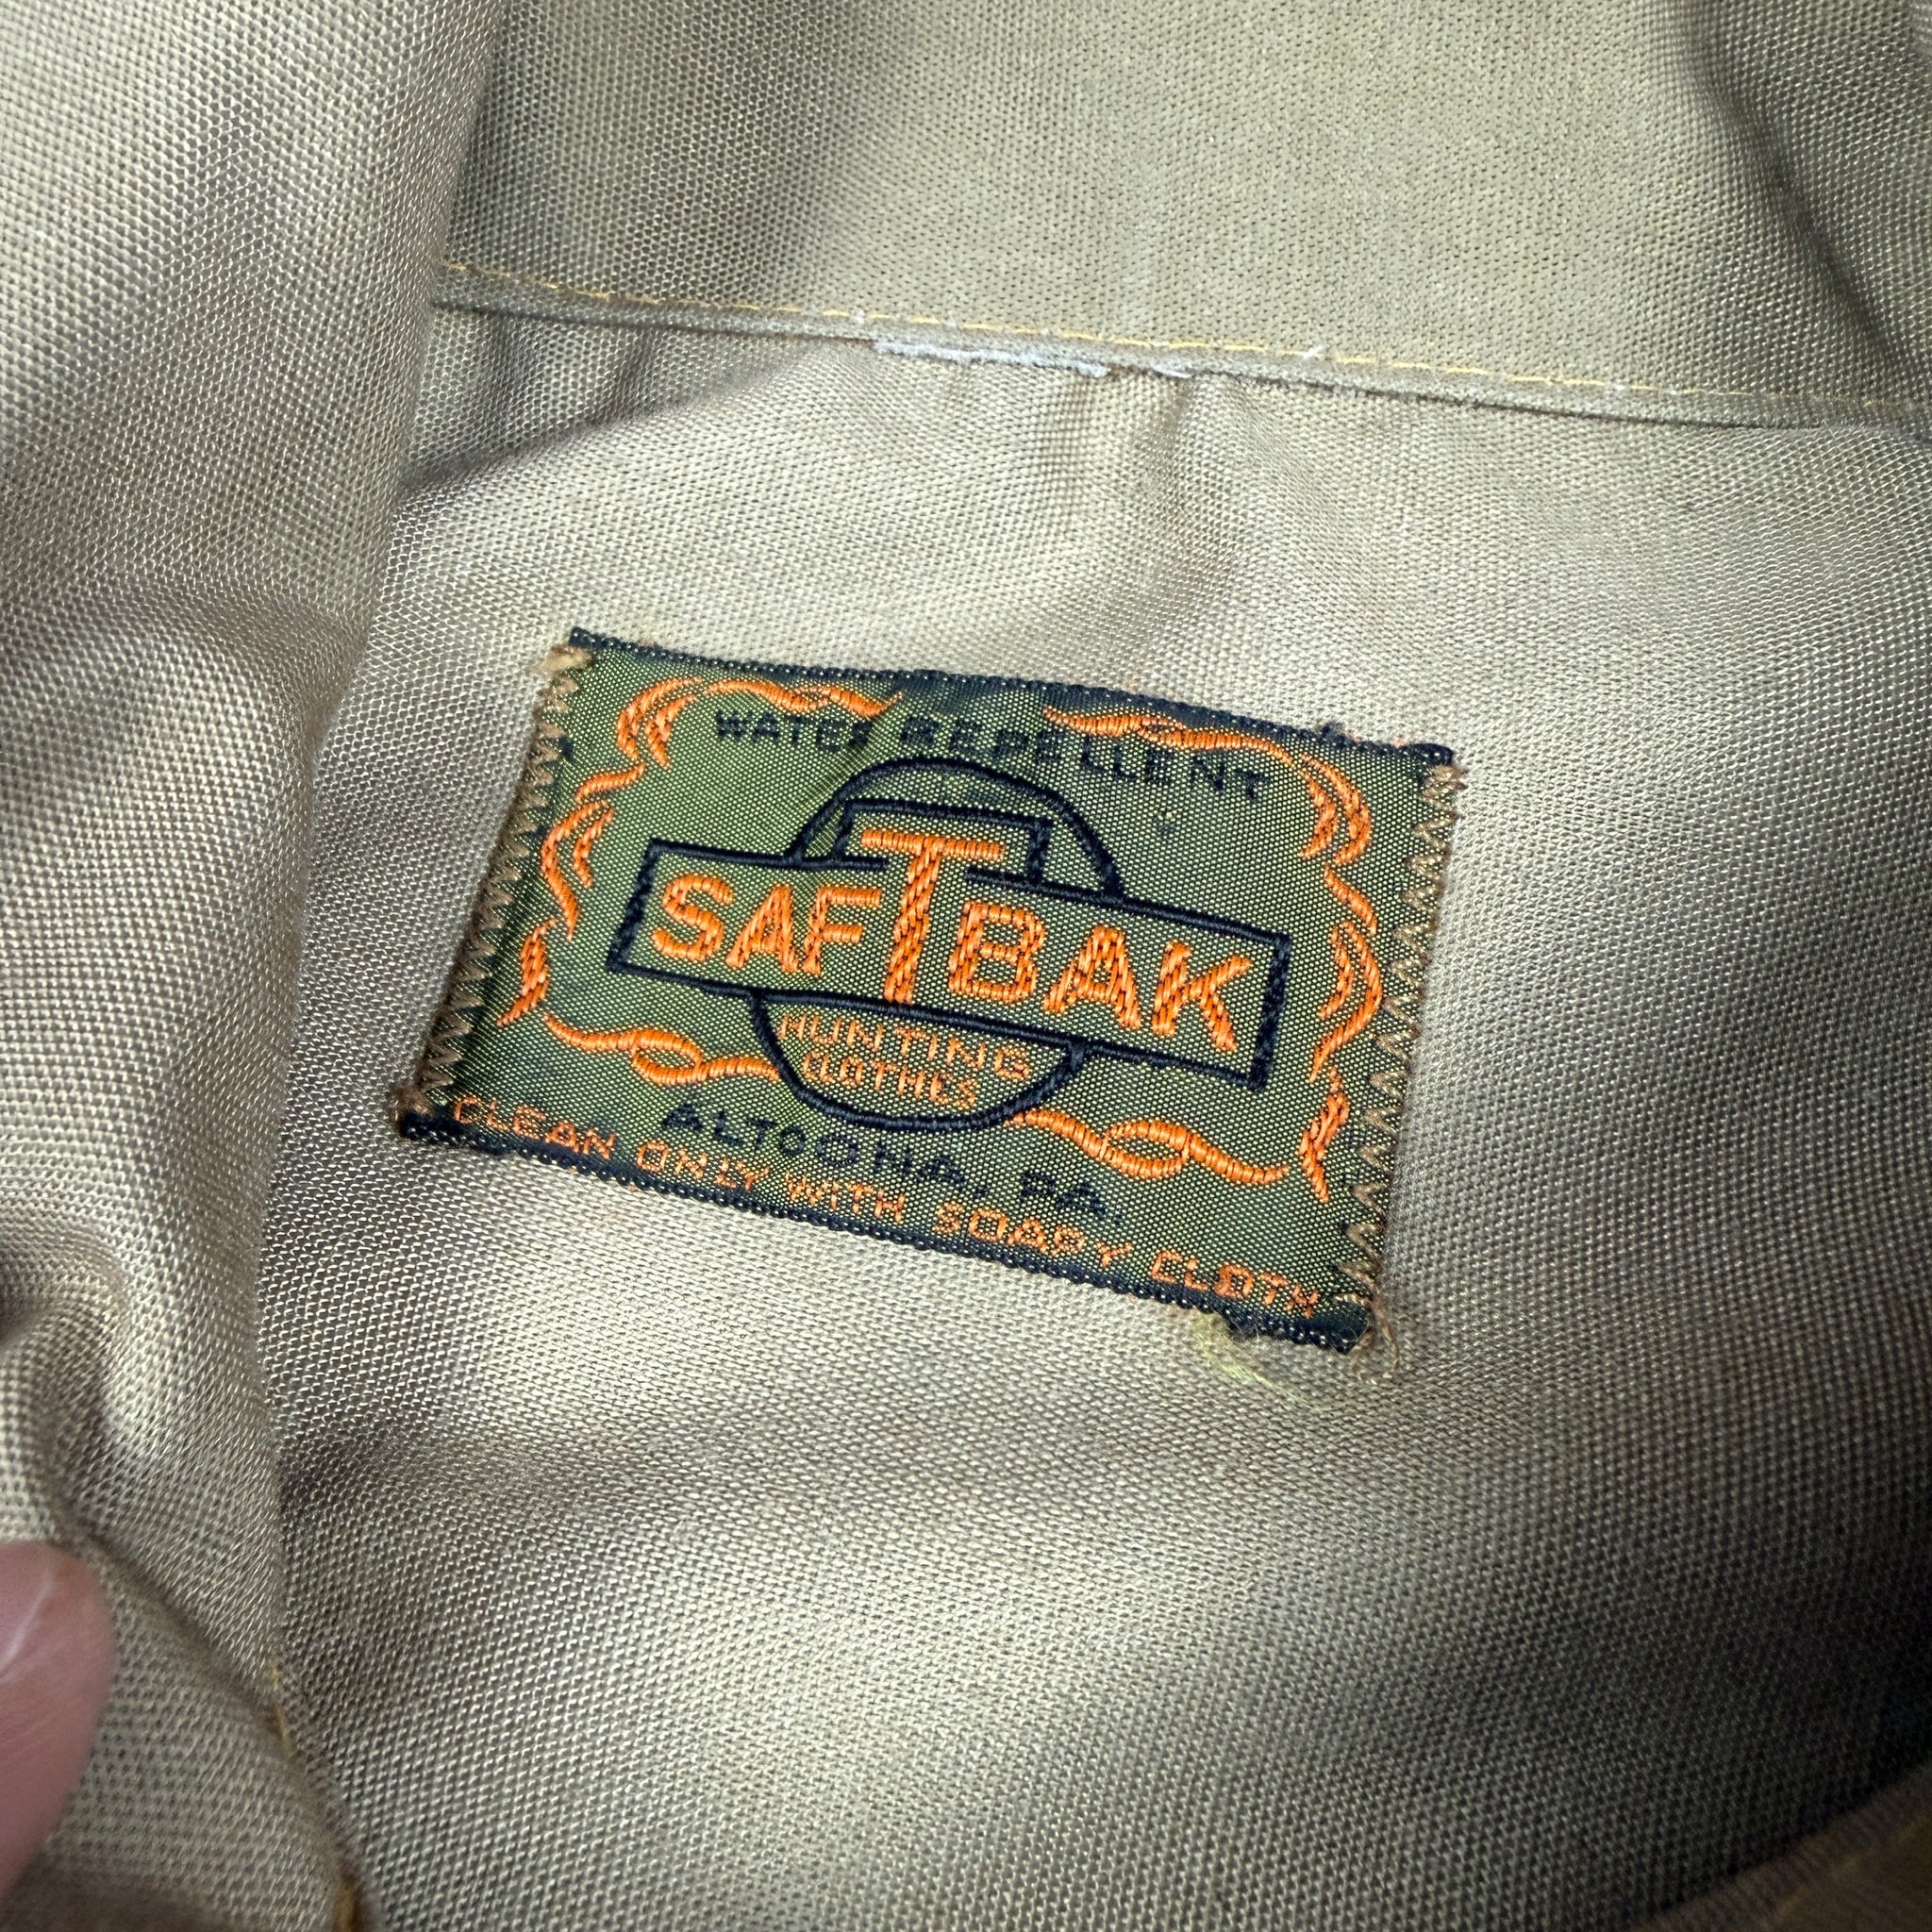 WATER REPELLENT
SAFTBAK
HUNTING
CLOTHES
ALTOONA, PA.
CLEAN ONLY WITH SOAPY CLOTH